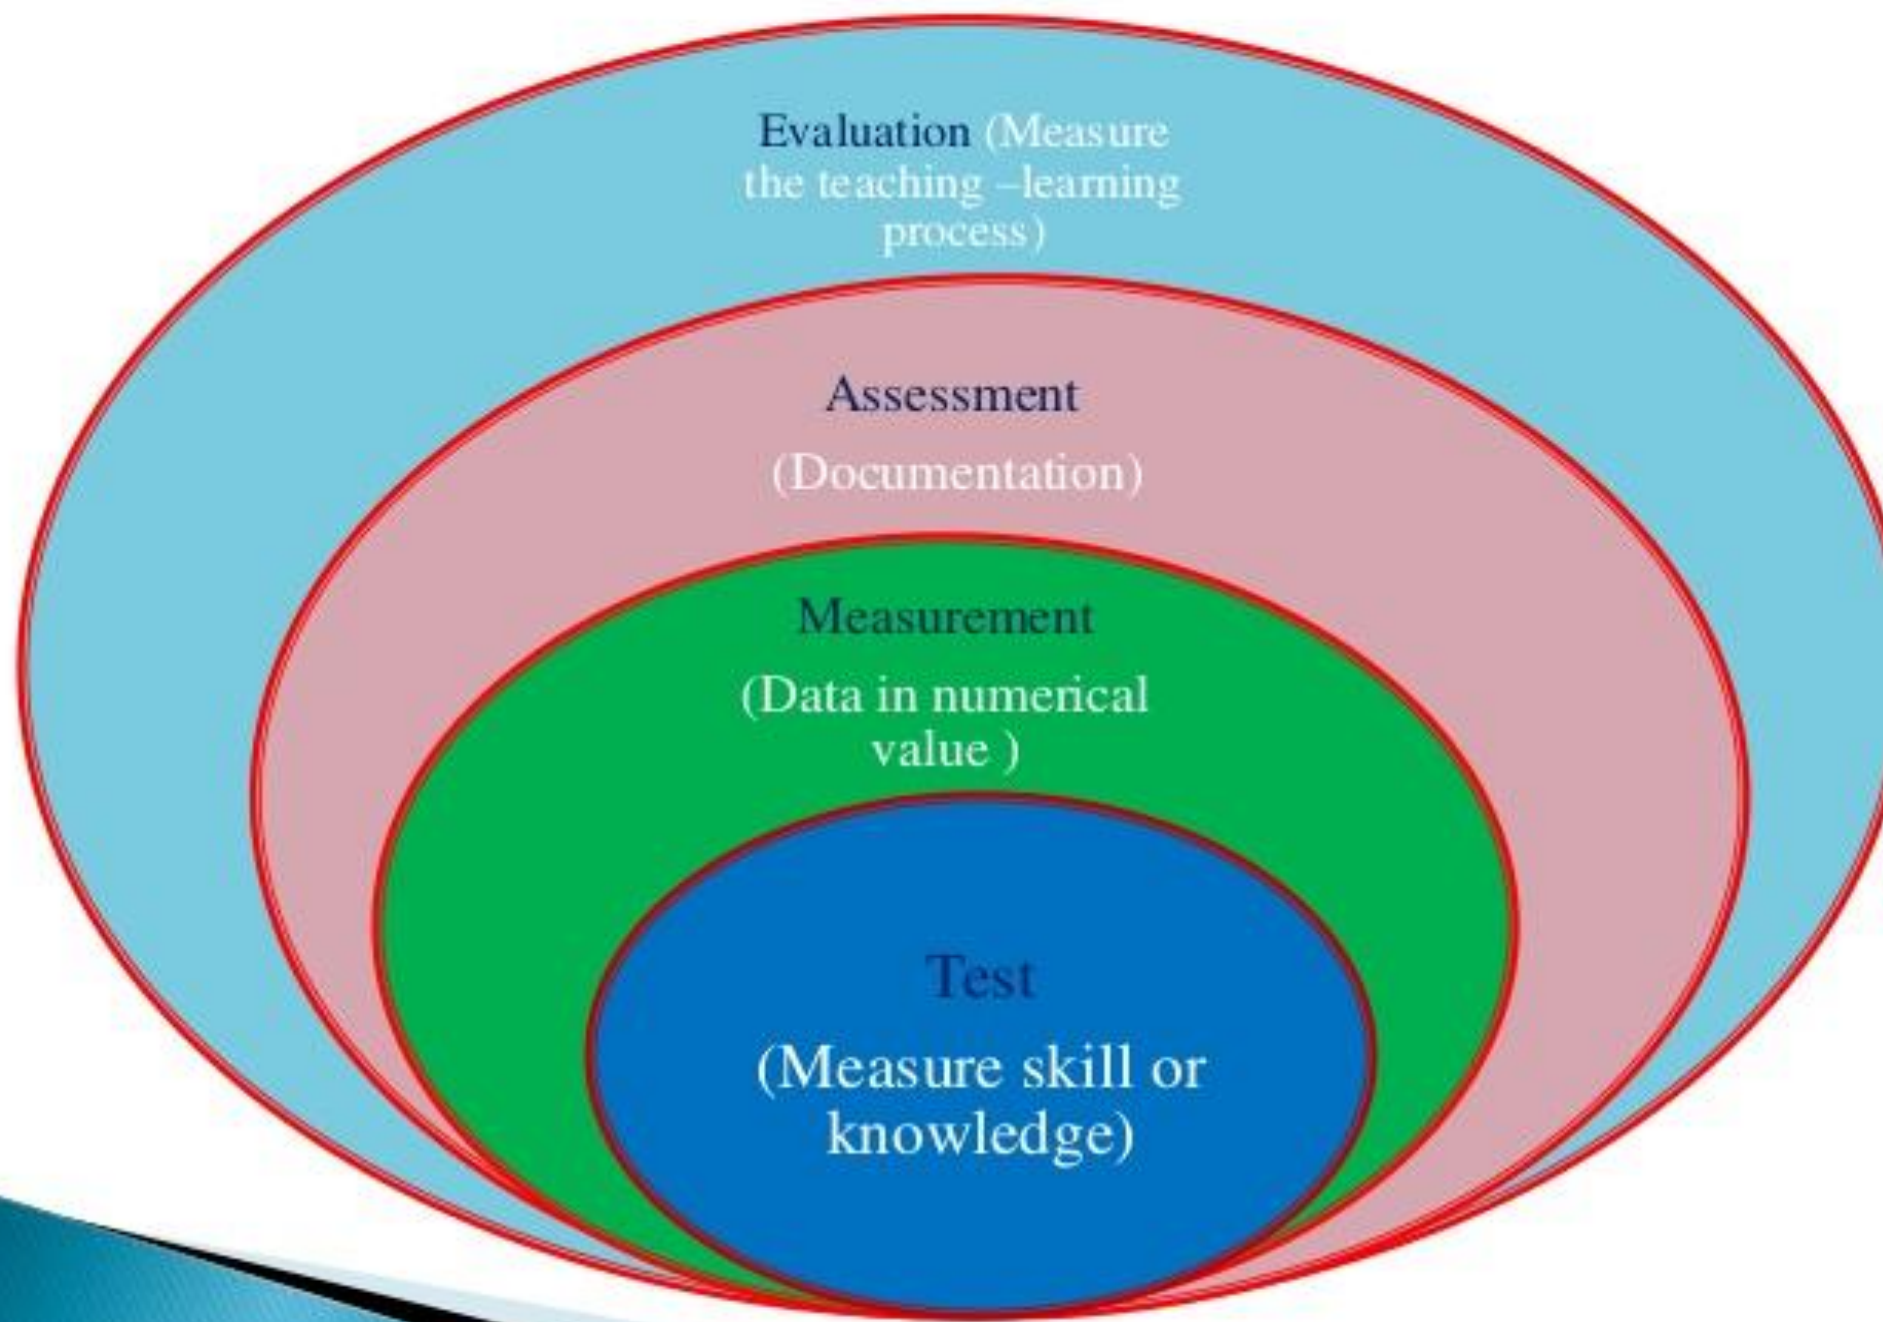 Evaluation (Measure
the teaching –learning
process)
Assessment
(Documentation)
Measurement
(Data in numerical
value )
Test
(Measure skill or
knowledge)